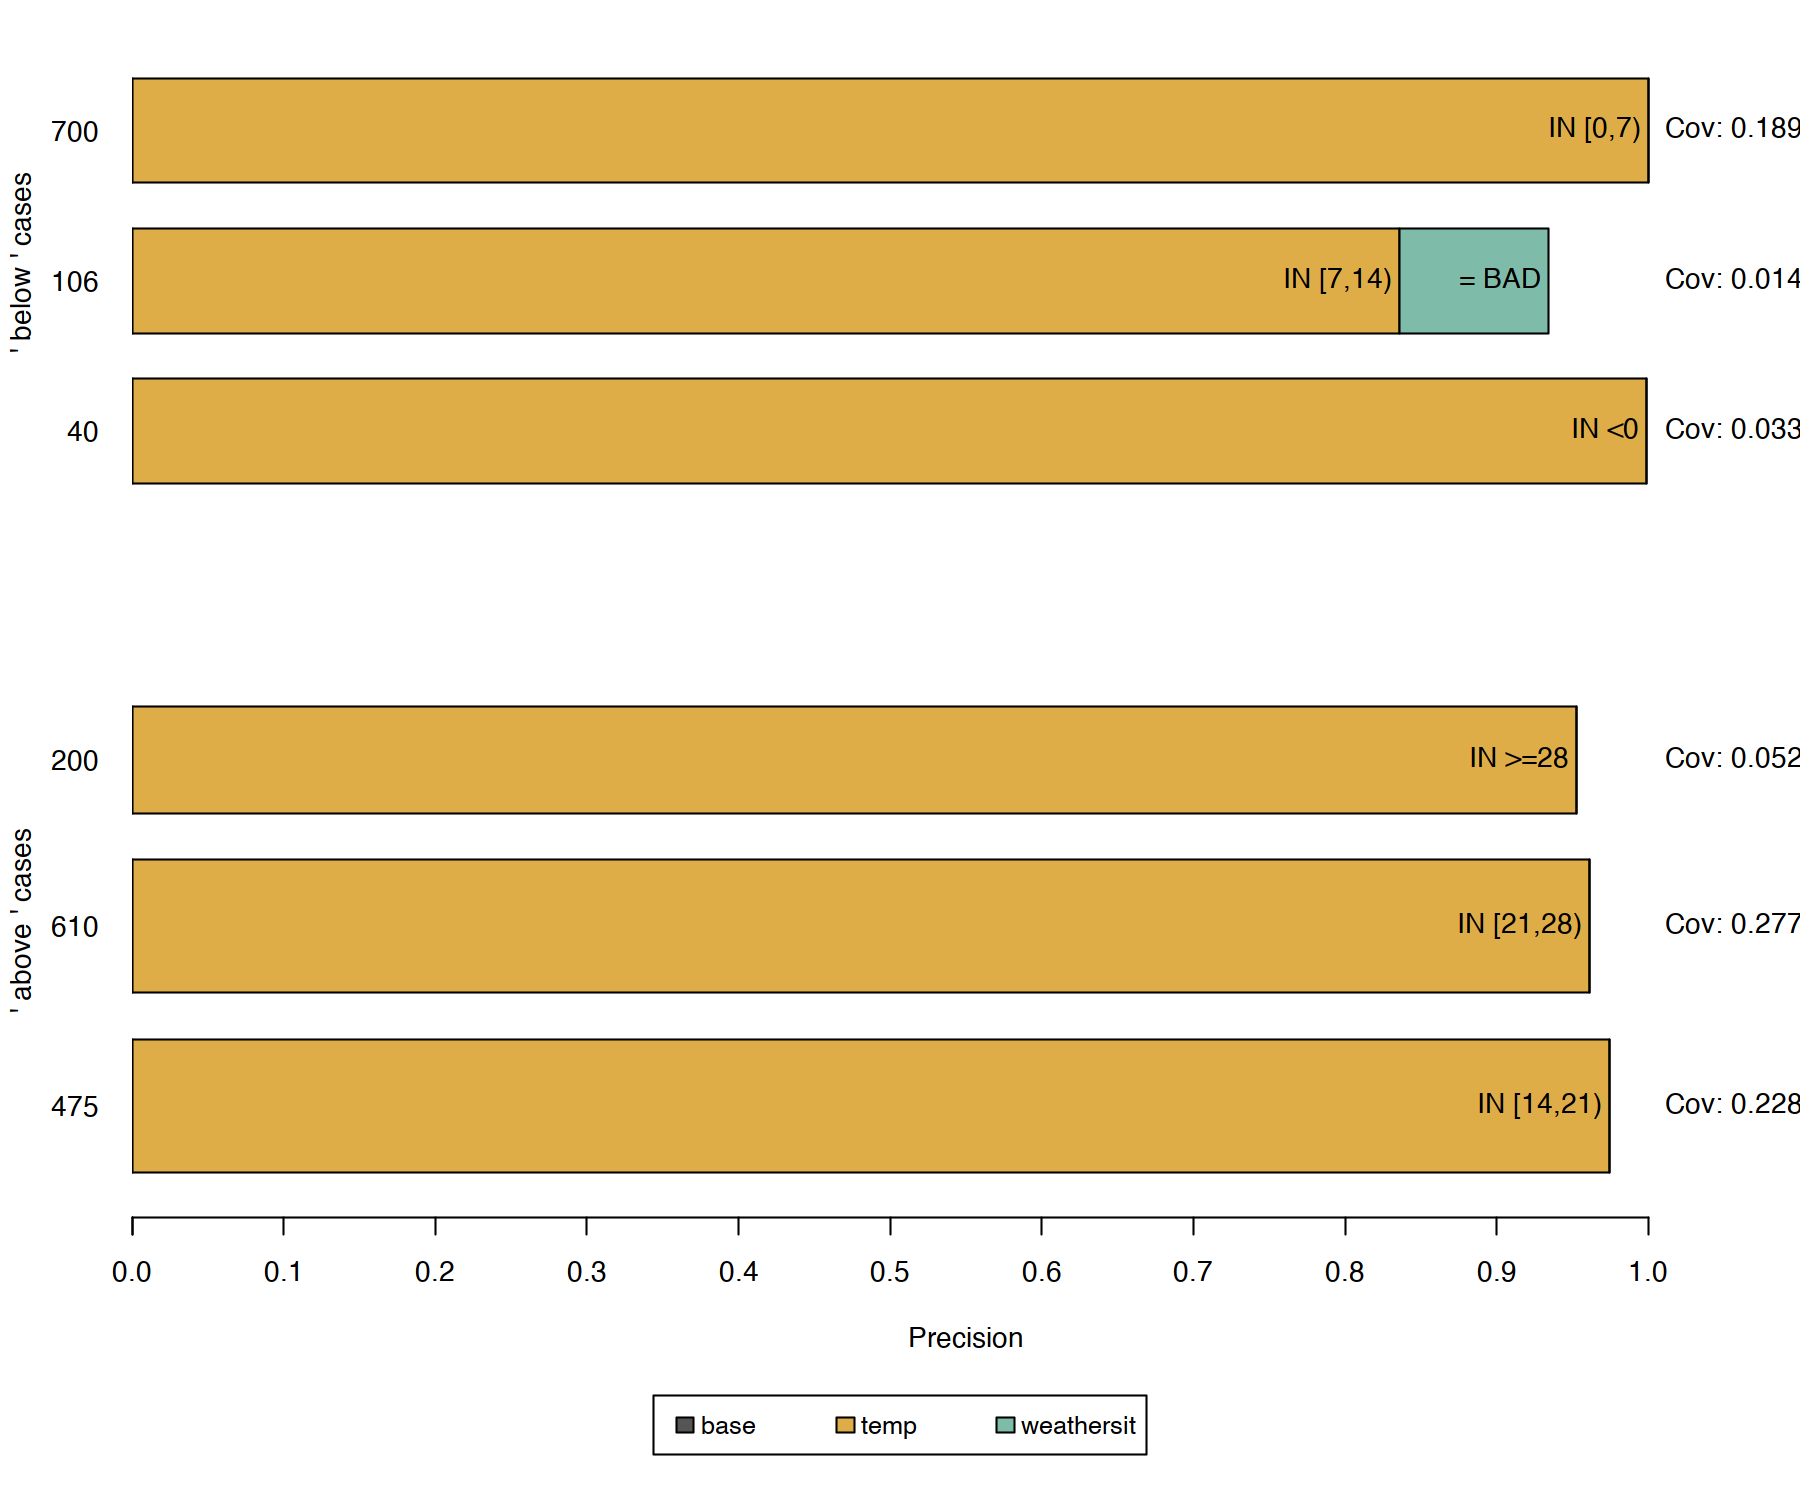 ' below ' cases
700
IN [0,7)
Cov: 0.189
106
IN [7,14)
= BAD
Cov: 0.014
40
IN <0
Cov: 0.033
' above ' cases
200
IN >=28
Cov: 0.052
610
IN [21,28)
Cov: 0.277
475
IN [14,21)
Cov: 0.228
0.0 0.1 0.2 0.3 0.4 0.5 0.6 0.7 0.8 0.9 1.0
Precision
base temp weathersit